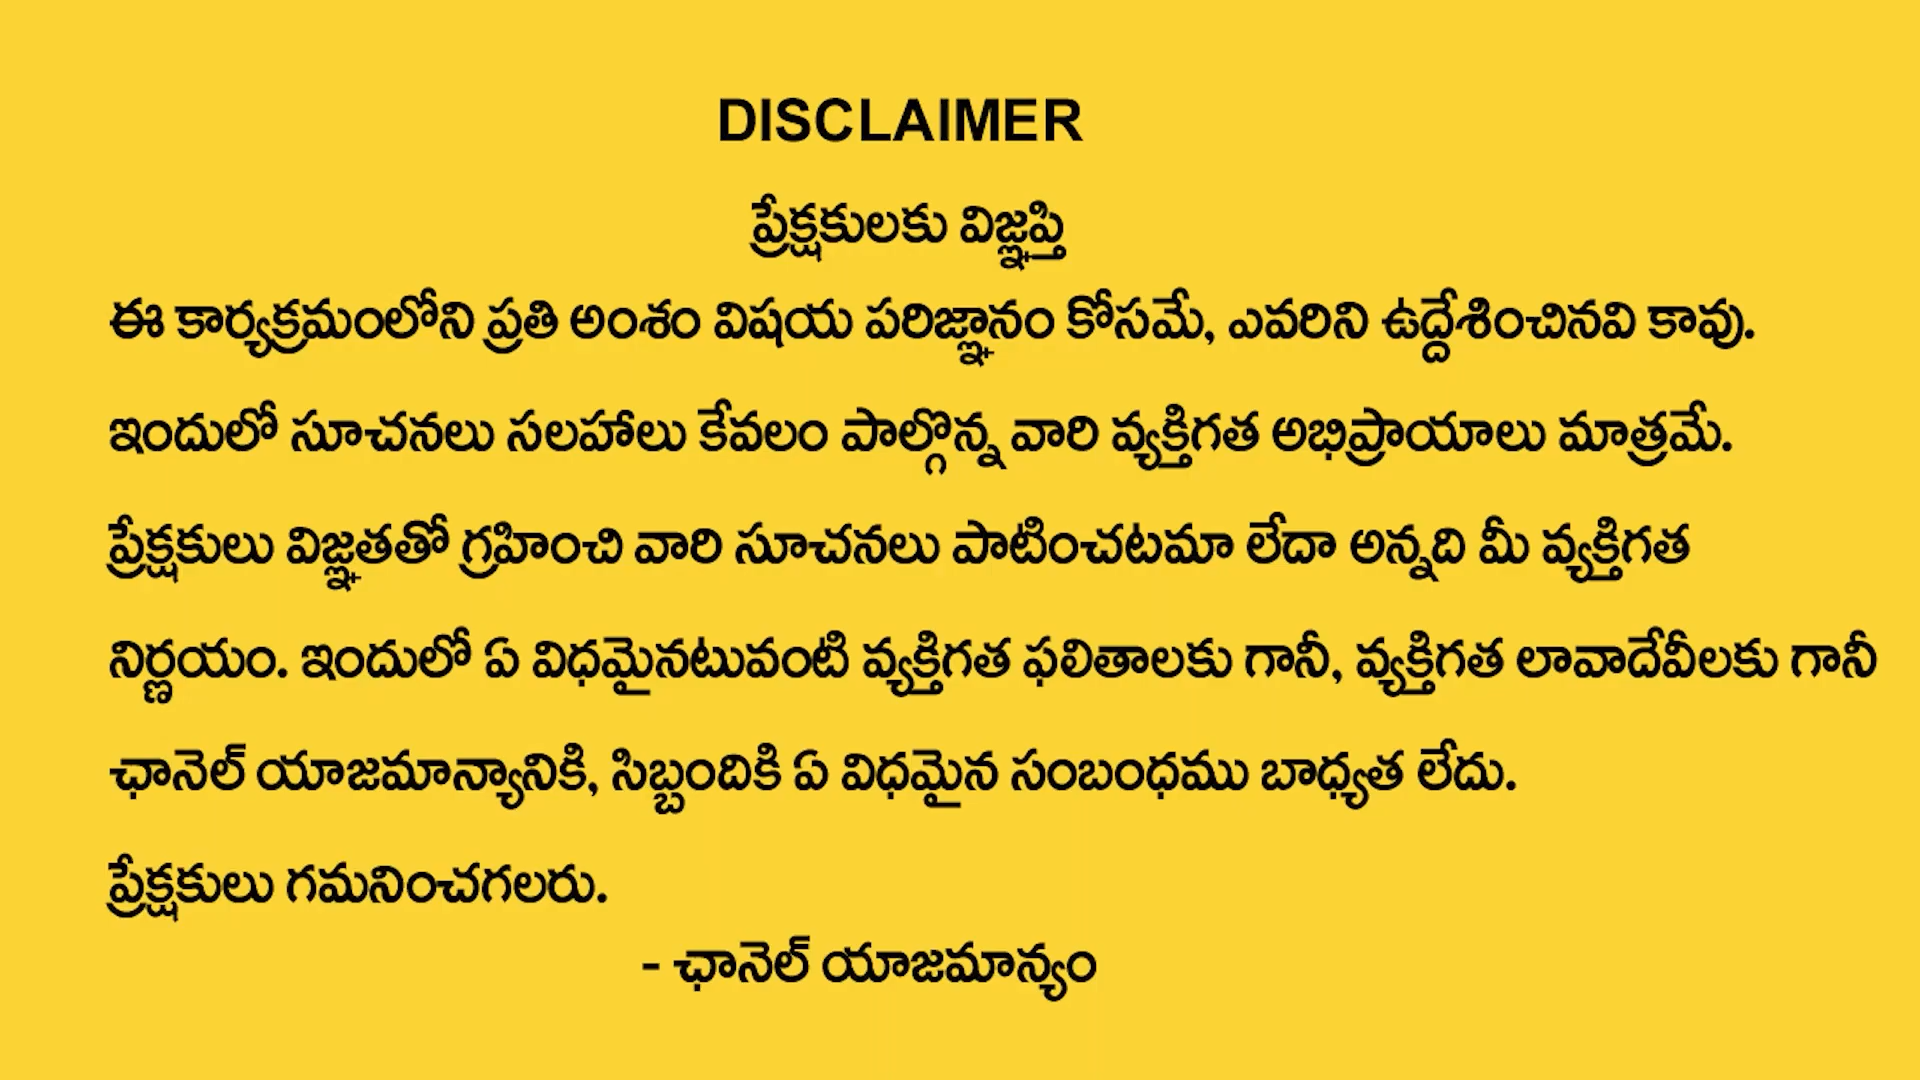 DISCLAIMER
ప్రేక్షకులకు విజ్ఞప్తి
ఈ కార్యక్రమంలోని ప్రతి అంశం విషయ పరిజ్ఞానం కోసమే, ఎవరిని ఉద్దేశించినవి కావు.
ఇందులో సూచనలు సలహాలు కేవలం పాల్గొన్న వారి వ్యక్తిగత అభిప్రాయాలు మాత్రమే.
ప్రేక్షకులు విజ్ఞతతో గ్రహించి వారి సూచనలు పాటించటమా లేదా అన్నది మీ వ్యక్తిగత
నిర్ణయం. ఇందులో ఏ విధమైనటువంటి వ్యక్తిగత ఫలితాలకు గానీ, వ్యక్తిగత లావాదేవీలకు గానీ
ఛానెల్ యాజమాన్యానికి, సిబ్బందికి ఏ విధమైన సంబంధము బాధ్యత లేదు.
ప్రేక్షకులు గమనించగలరు.
- ఛానెల్ యాజమాన్యం